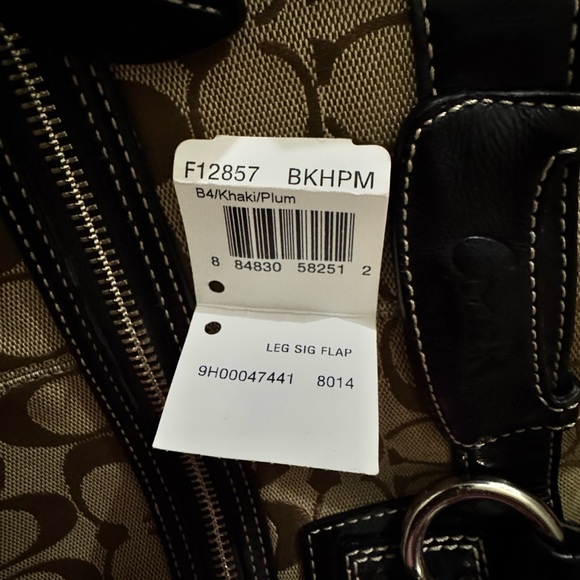 F12857 BKHPM
B4/Khaki/Plum
8 84830 58251 2
LEG SIG FLAP
9H00047441 8014